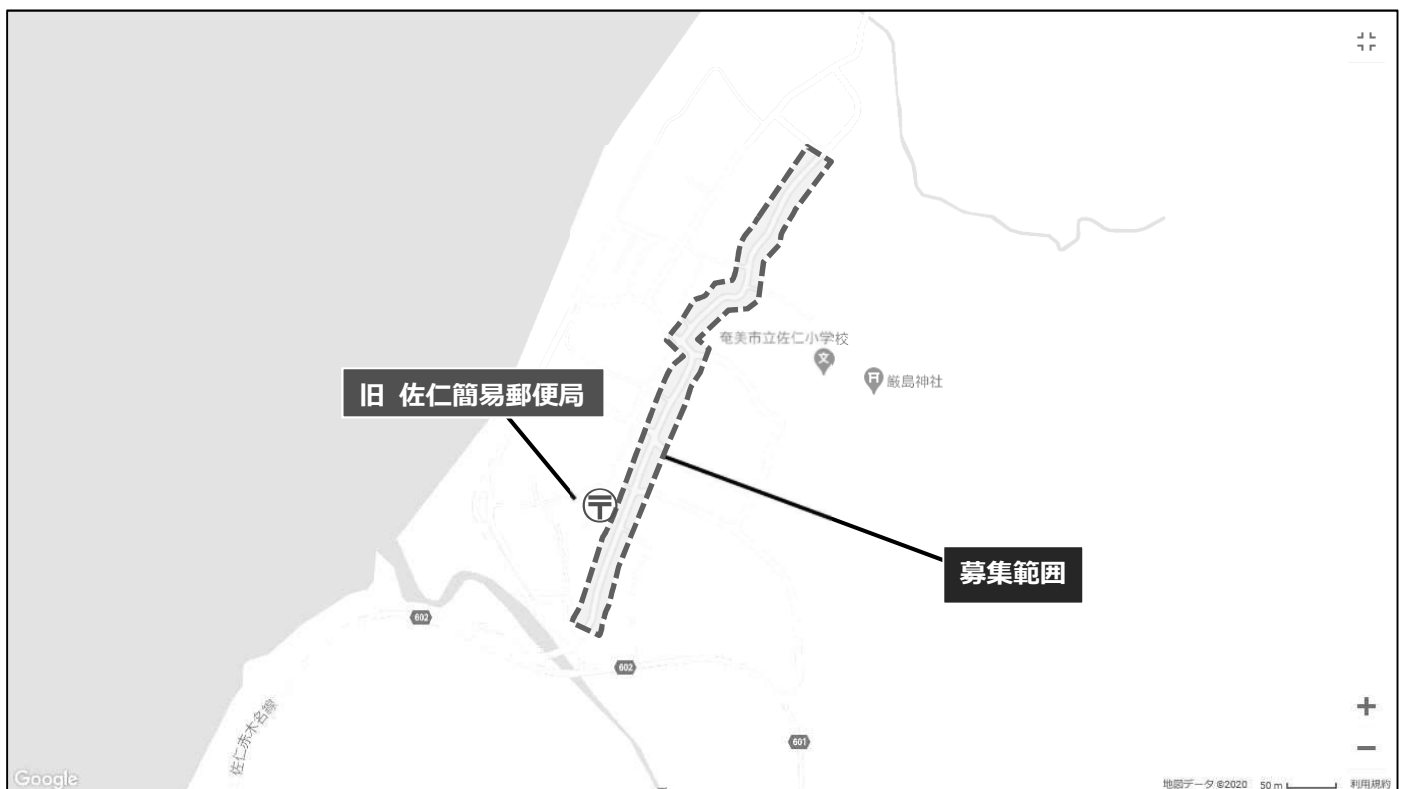 奄美市立佐仁小学校
文
厳島神社
旧 佐仁簡易郵便局
〒
募集範囲
602
602
佐仁赤木名線
601
+
−
Google
地図データ ©2020 50 m 利用規約